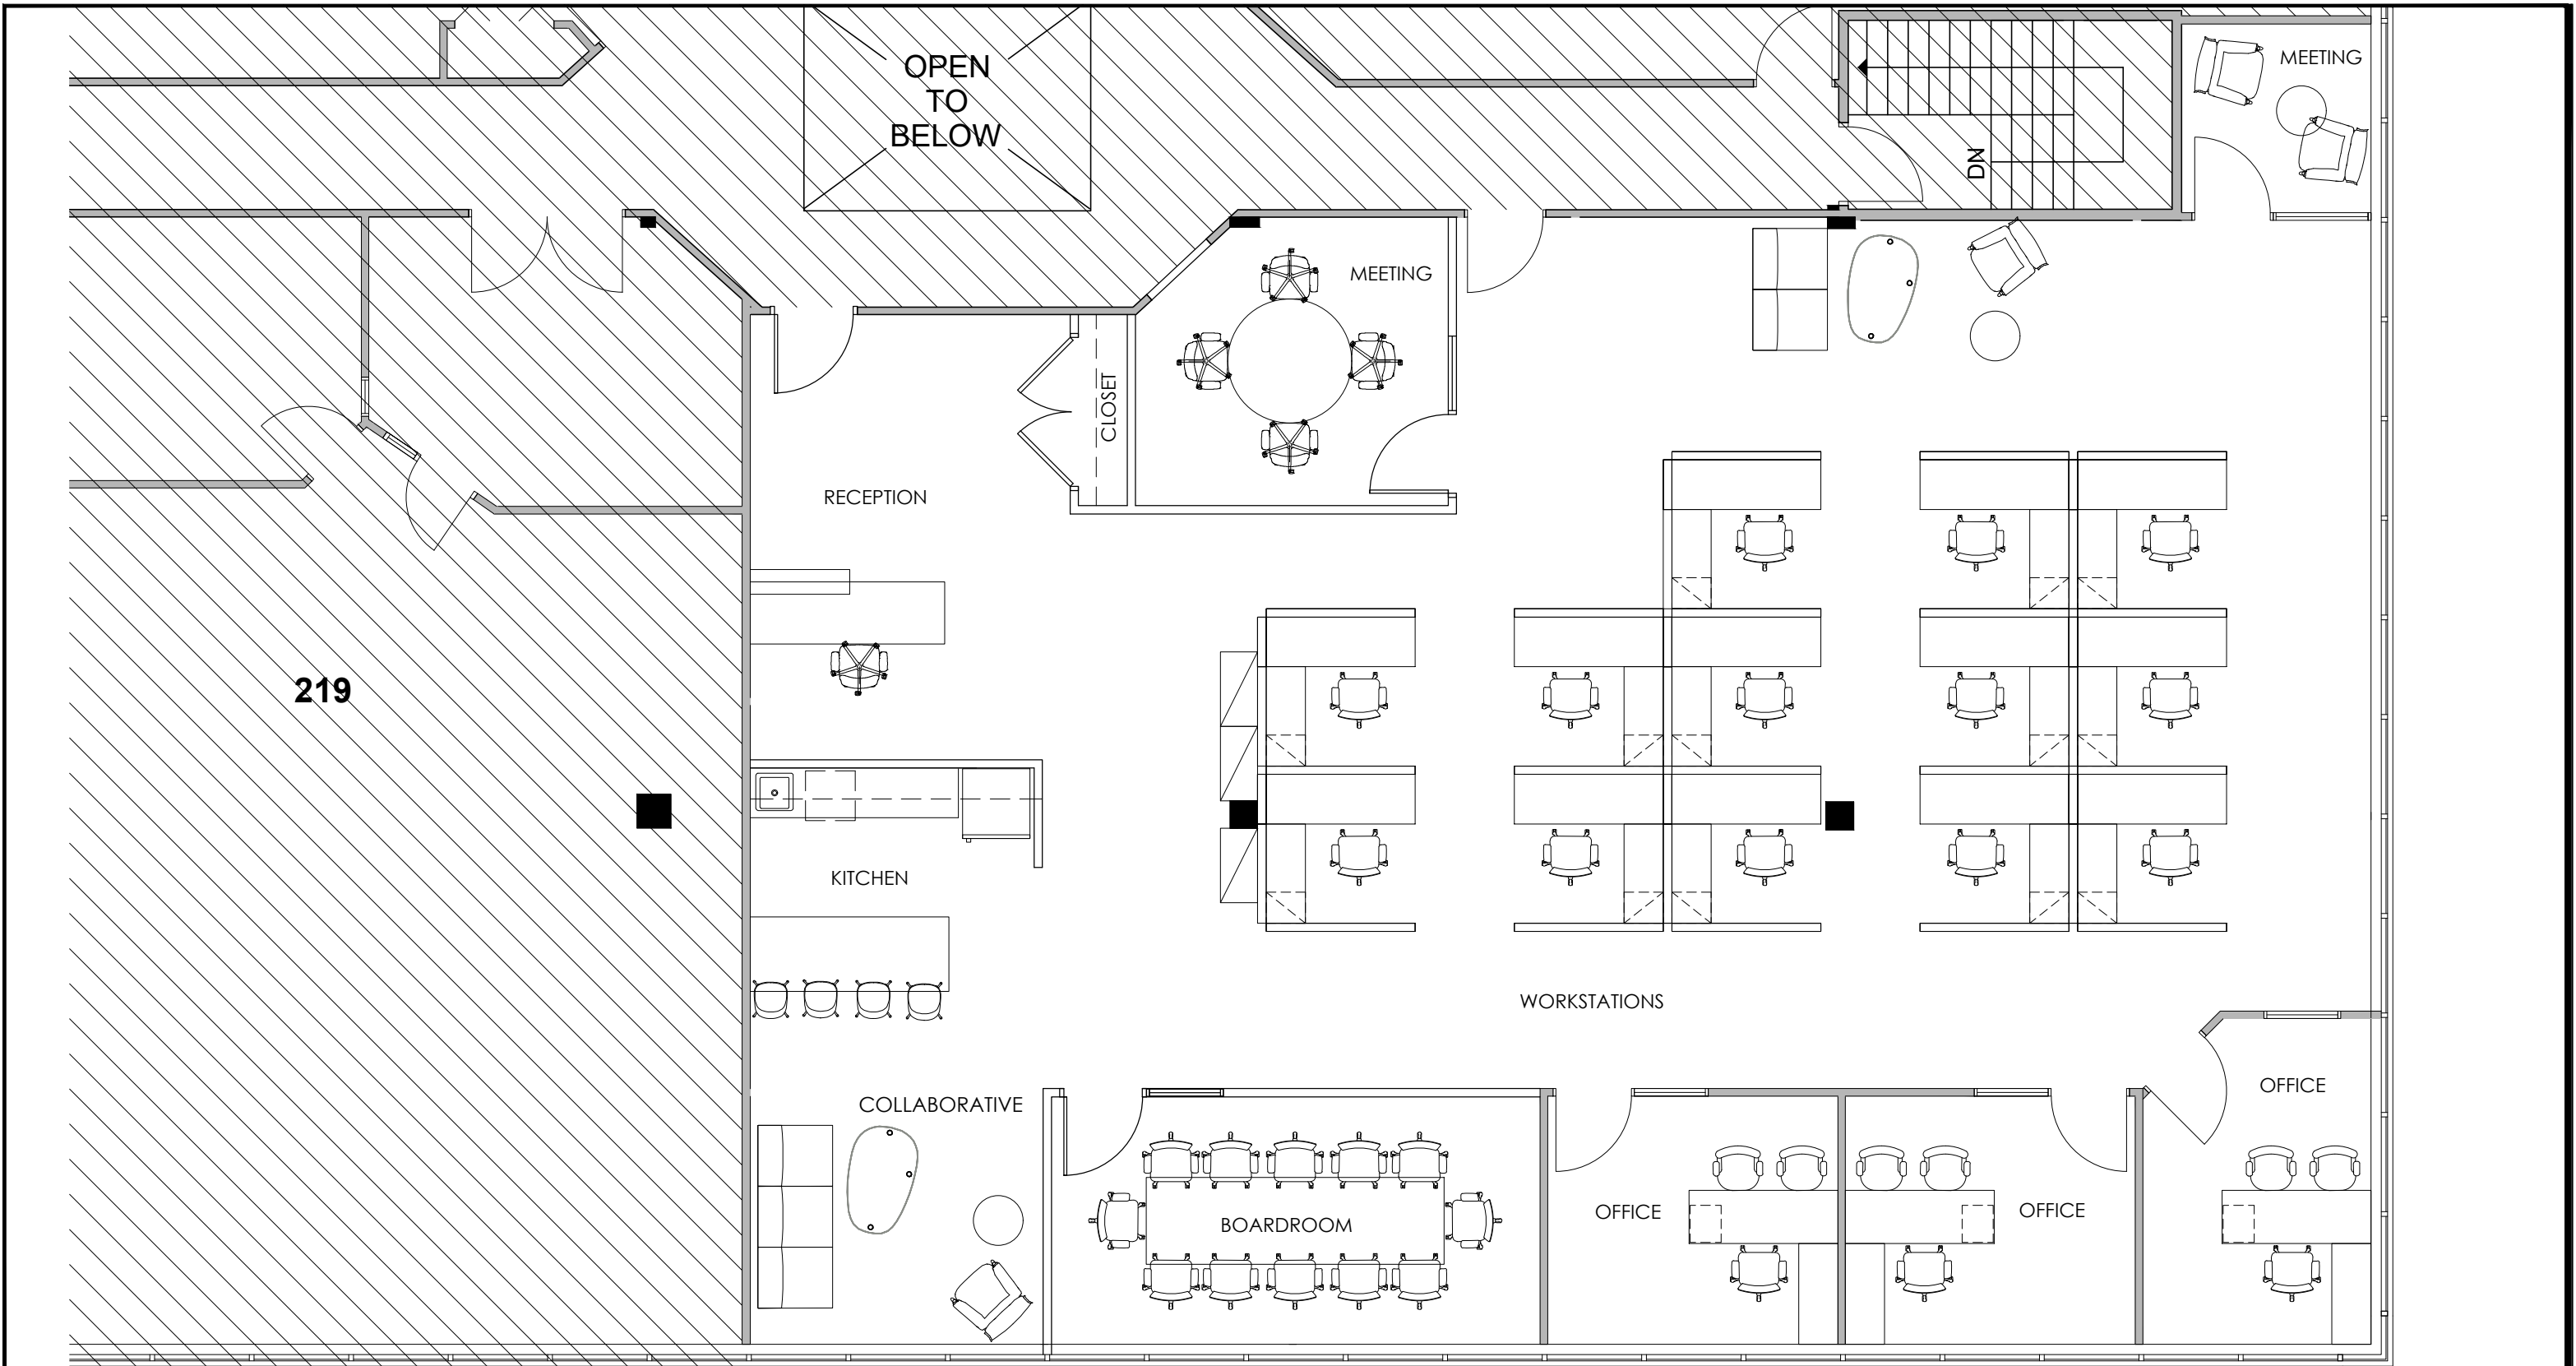 OPEN
TO
BELOW
MEETING
DN
MEETING
CLOSET
RECEPTION
219
KITCHEN
WORKSTATIONS
COLLABORATIVE
OFFICE
BOARDROOM
OFFICE
OFFICE